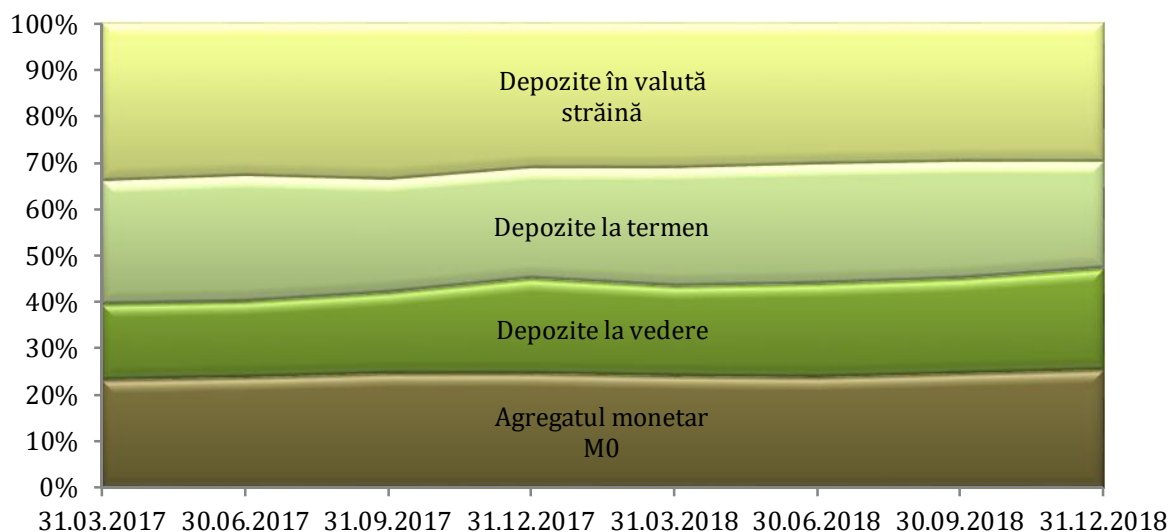 100%
90%
80%
70%
60%
50%
40%
30%
20%
10%
0%
Depozite în valută
străină
Depozite la termen
Depozite la vedere
Agregatul monetar
M0
31.03.2017 30.06.2017 31.09.2017 31.12.2017 31.03.2018 30.06.2018 30.09.2018 31.12.2018